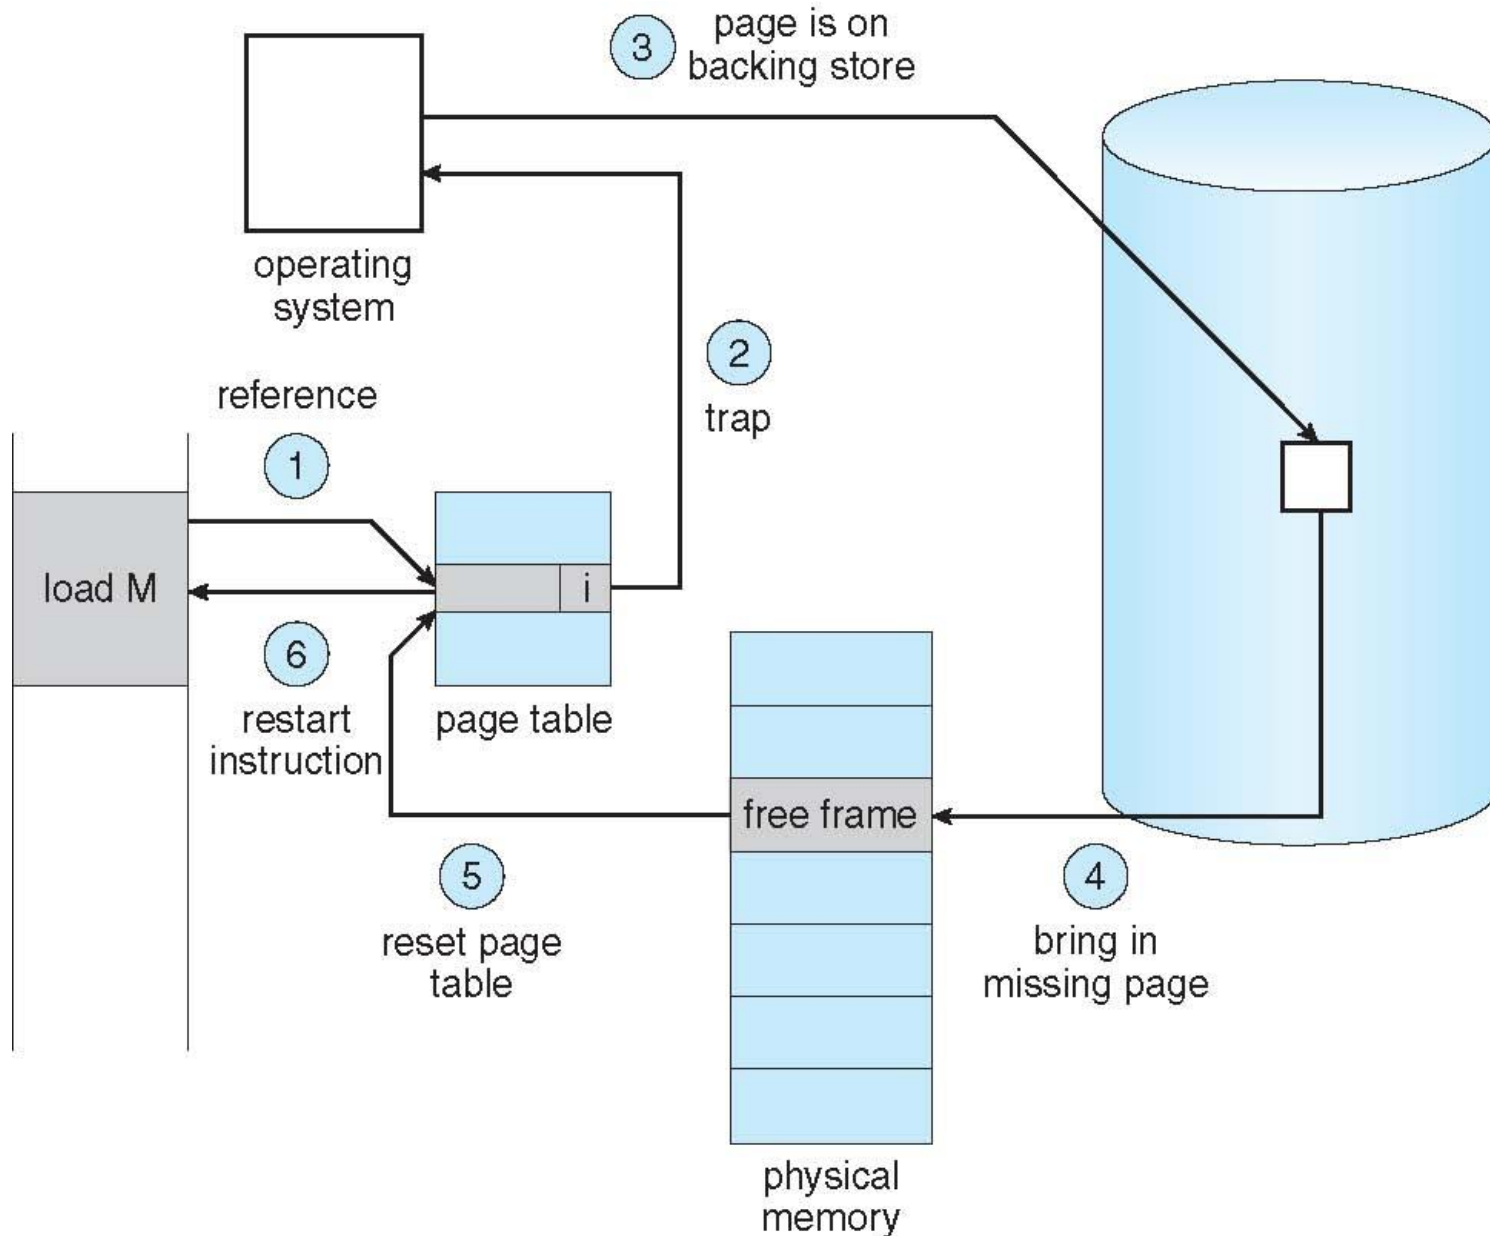 3
page is on
backing store
operating
system
2
trap
reference
1
load M
i
6
restart
instruction
page table
free frame
5
reset page
table
4
bring in
missing page
physical
memory